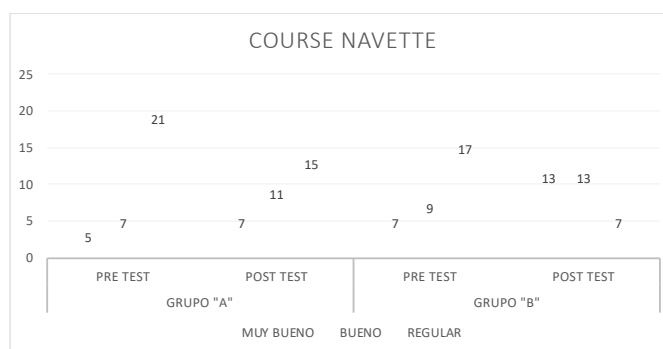 COURSE NAVETTE
25
20
15
10
5
0
5
7
21
7
11
15
7
9
17
13
13
7
PRE TEST
POST TEST
PRE TEST
POST TEST
GRUPO "A"
GRUPO "B"
MUY BUENO
BUENO
REGULAR